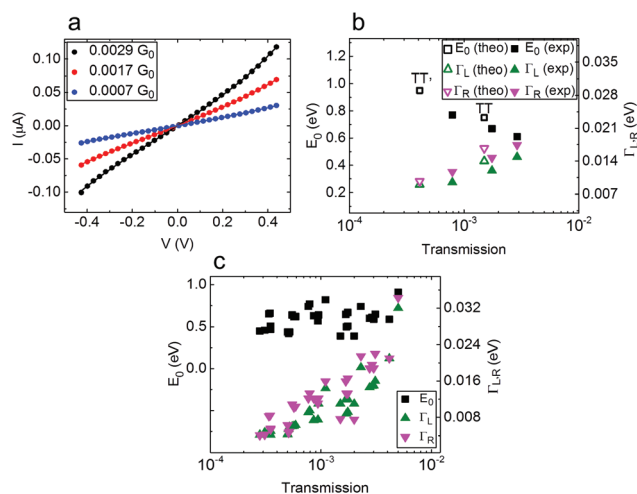 a
0.10
0.05
0.00
-0.05
-0.10
I (μA)
0.0029 G0
0.0017 G0
0.0007 G0
-0.4 -0.2 0.0 0.2 0.4
V (V)
b
1.2
1.0
0.8
0.6
0.4
0.2
E0 (eV)
E0 (theo) E0 (exp)
ΓL (theo) ΓL (exp)
ΓR (theo) ΓR (exp)
TT,
TT
0.035
0.028
0.021
0.014
0.007
ΓL-R (eV)
10-4 10-3 10-2
Transmission
c
1.0
0.5
0.0
E0 (eV)
E0
ΓL
ΓR
0.032
0.024
0.016
0.008
ΓL-R (eV)
10-4 10-3 10-2
Transmission